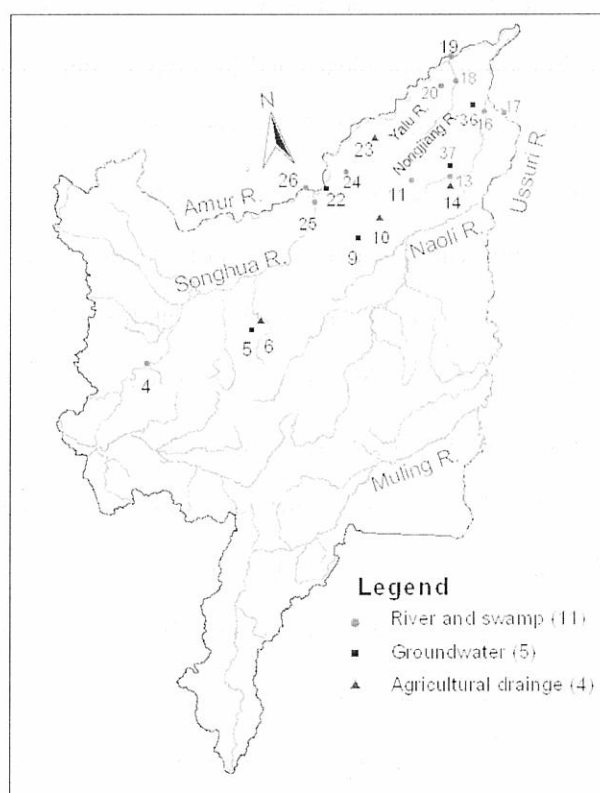 19
18
20
17
36
16
N
Yalu R.
23
Nongjiang R.
Ussuri R.
37
24
26
11
13
Amur R.
22
14
25
10
Naoli R.
9
Songhua R.
5
6
4
Muling R.
Legend
River and swamp (11)
Groundwater (5)
Agricultural drainge (4)